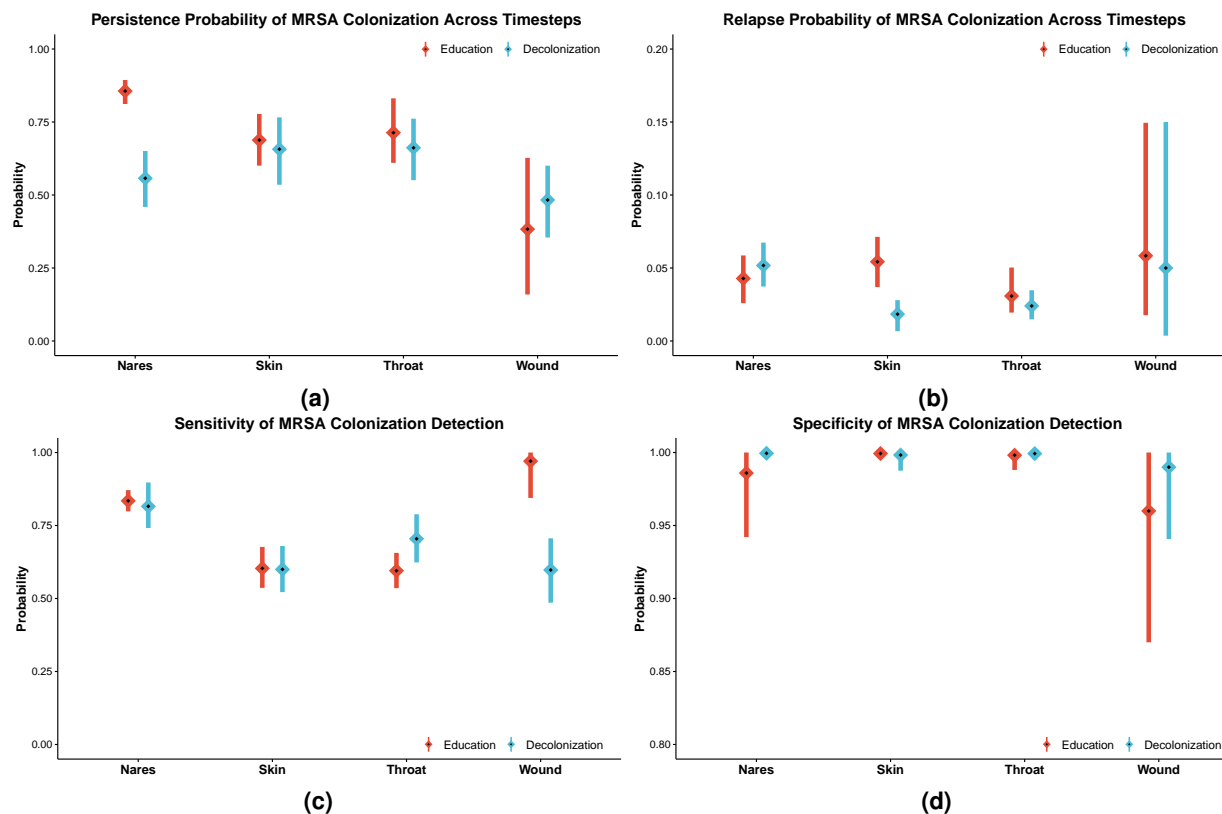 Persistence Probability of MRSA Colonization Across Timesteps
Education Decolonization
1.00
0.75
0.50
0.25
0.00
Probability
Nares Skin Throat Wound
(a)
Relapse Probability of MRSA Colonization Across Timesteps
Education Decolonization
0.20
0.15
0.10
0.05
0.00
Probability
Nares Skin Throat Wound
(b)
Sensitivity of MRSA Colonization Detection
1.00
0.75
0.50
0.25
0.00
Probability
Education Decolonization
Nares Skin Throat Wound
(c)
Specificity of MRSA Colonization Detection
1.00
0.95
0.90
0.85
0.80
Probability
Education Decolonization
Nares Skin Throat Wound
(d)